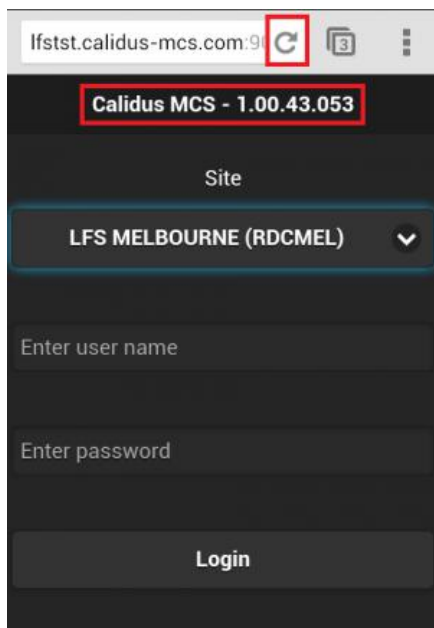 lfstst.calidus-mcs.com:9
3
Calidus MCS - 1.00.43.053
Site
LFS MELBOURNE (RDCMEL)
Enter user name
Enter password
Login